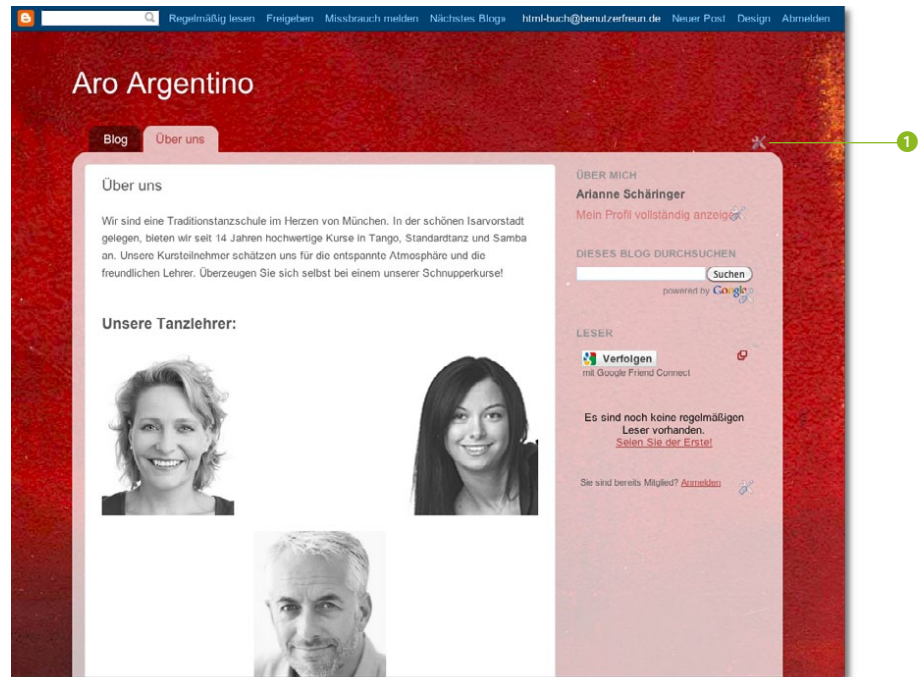 Regelmäßig lesen Freigeben Missbrauch melden Nächstes Blog» html-buch@benutzerfreun.de Neuer Post Design Abmelden
Aro Argentino
Blog Über uns
1
Über uns
Wir sind eine Traditionstanzschule im Herzen von München. In der schönen Isarvorstadt
gelegen, bieten wir seit 14 Jahren hochwertige Kurse in Tango, Standardtanz und Samba
an. Unsere Kursteilnehmer schätzen uns für die entspannte Atmosphäre und die
freundlichen Lehrer. Überzeugen Sie sich selbst bei einem unserer Schnupperkurse!
Unsere Tanzlehrer:
ÜBER MICH
Arianne Schäringer
Mein Profil vollständig anzeigen
DIESES BLOG DURCHSUCHEN
Suchen
powered by Google
LESER
Verfolgen
mit Google Friend Connect
Es sind noch keine regelmäßigen
Leser vorhanden.
Seien Sie der Erste!
Sie sind bereits Mitglied? Anmelden